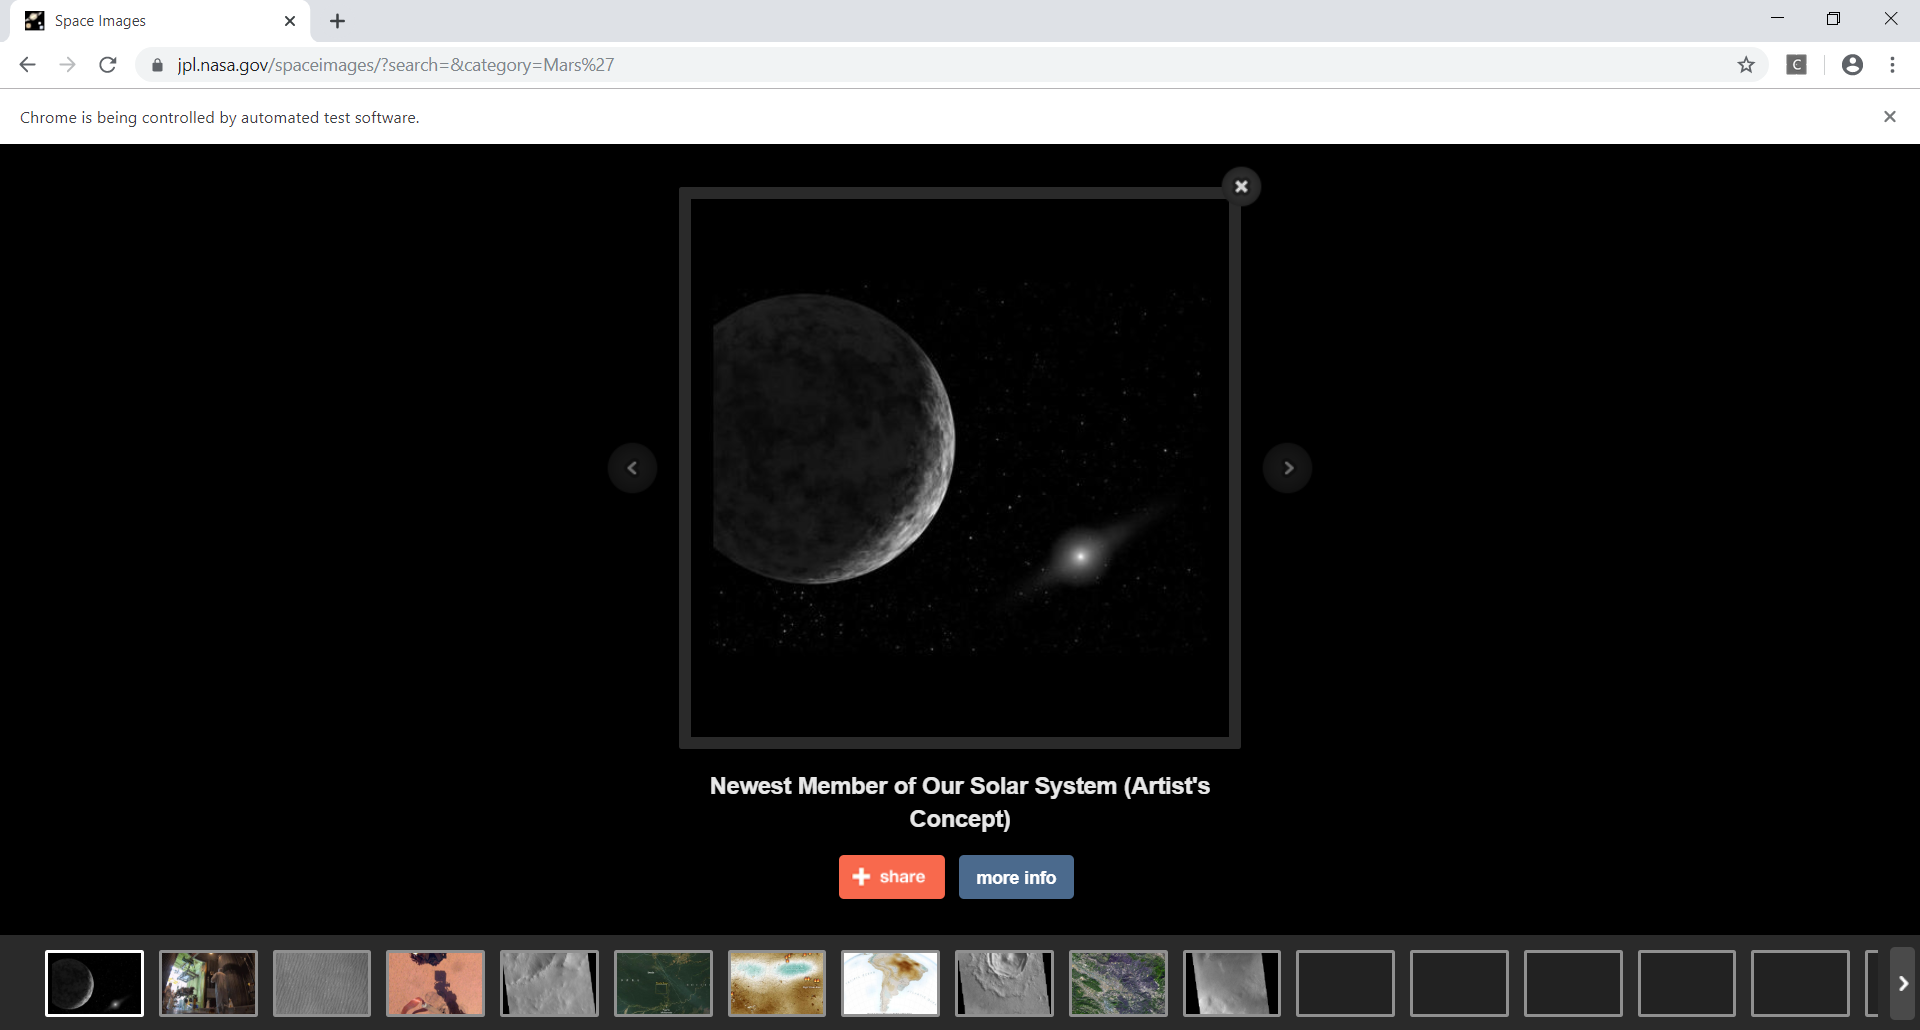 Space Images
jpl.nasa.gov/spaceimages/?search=&category=Mars%27
C
Chrome is being controlled by automated test software.
Newest Member of Our Solar System (Artist's
Concept)
share
more info